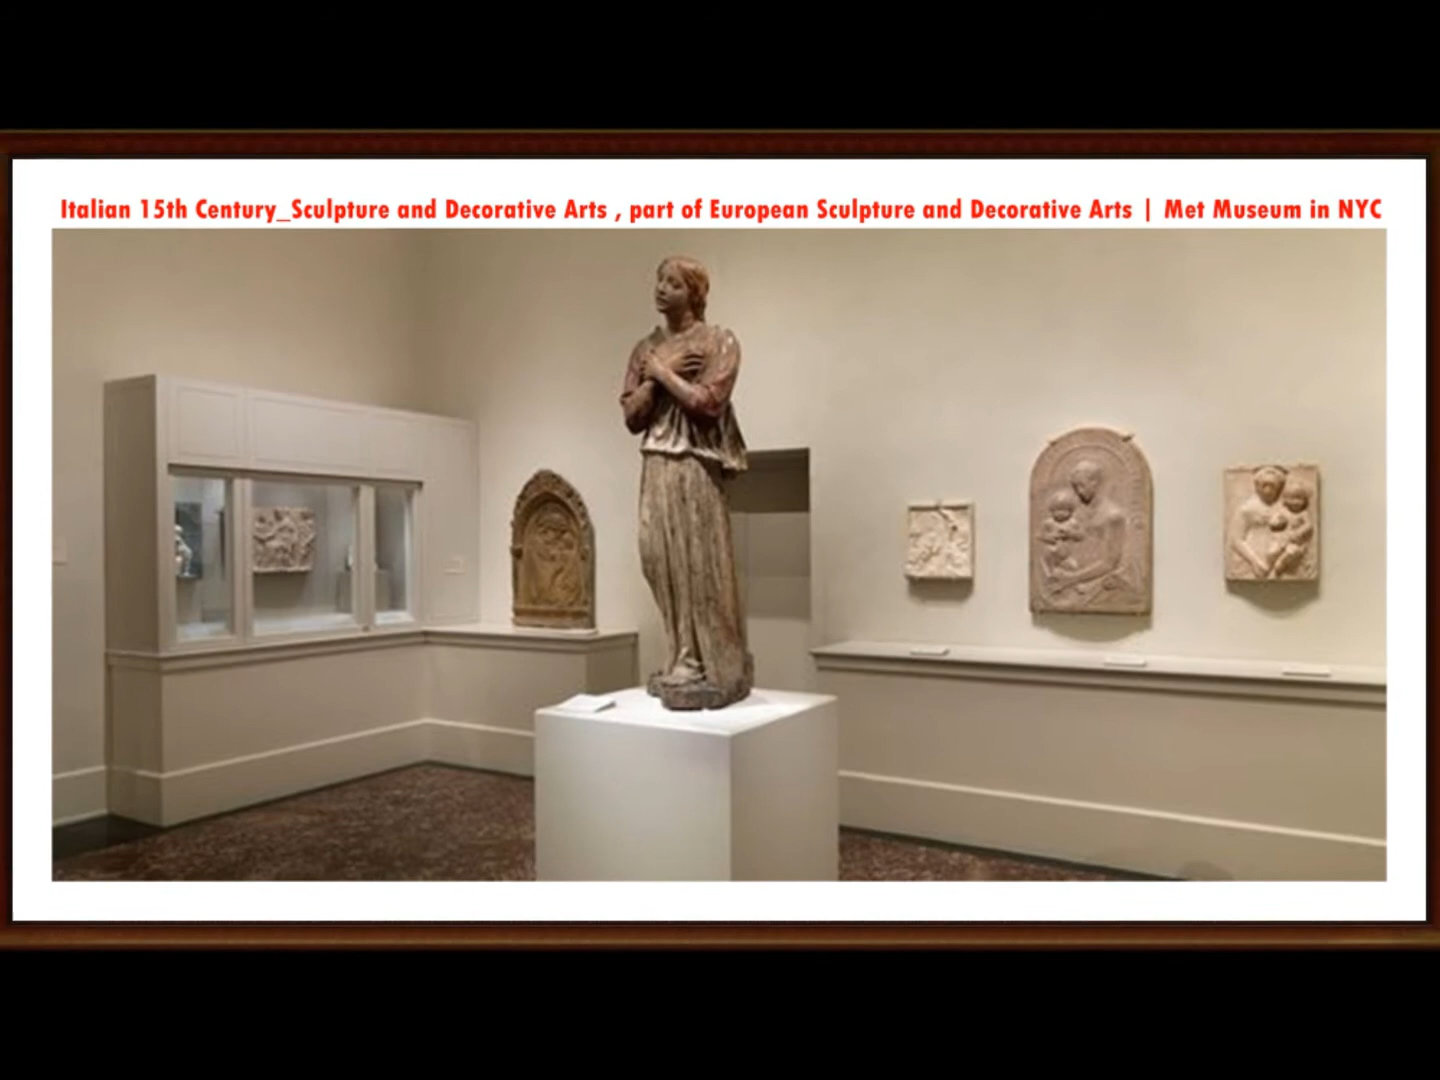 Italian 15th Century_Sculpture and Decorative Arts , part of European Sculpture and Decorative Arts | Met Museum in NYC